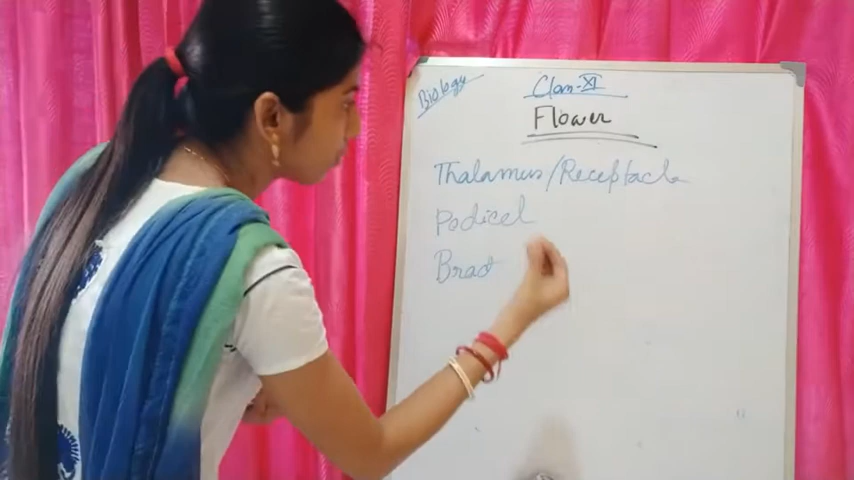 Biology
Class-XI
Flower
Thalamus/Receptacle
Pedicel
Bract